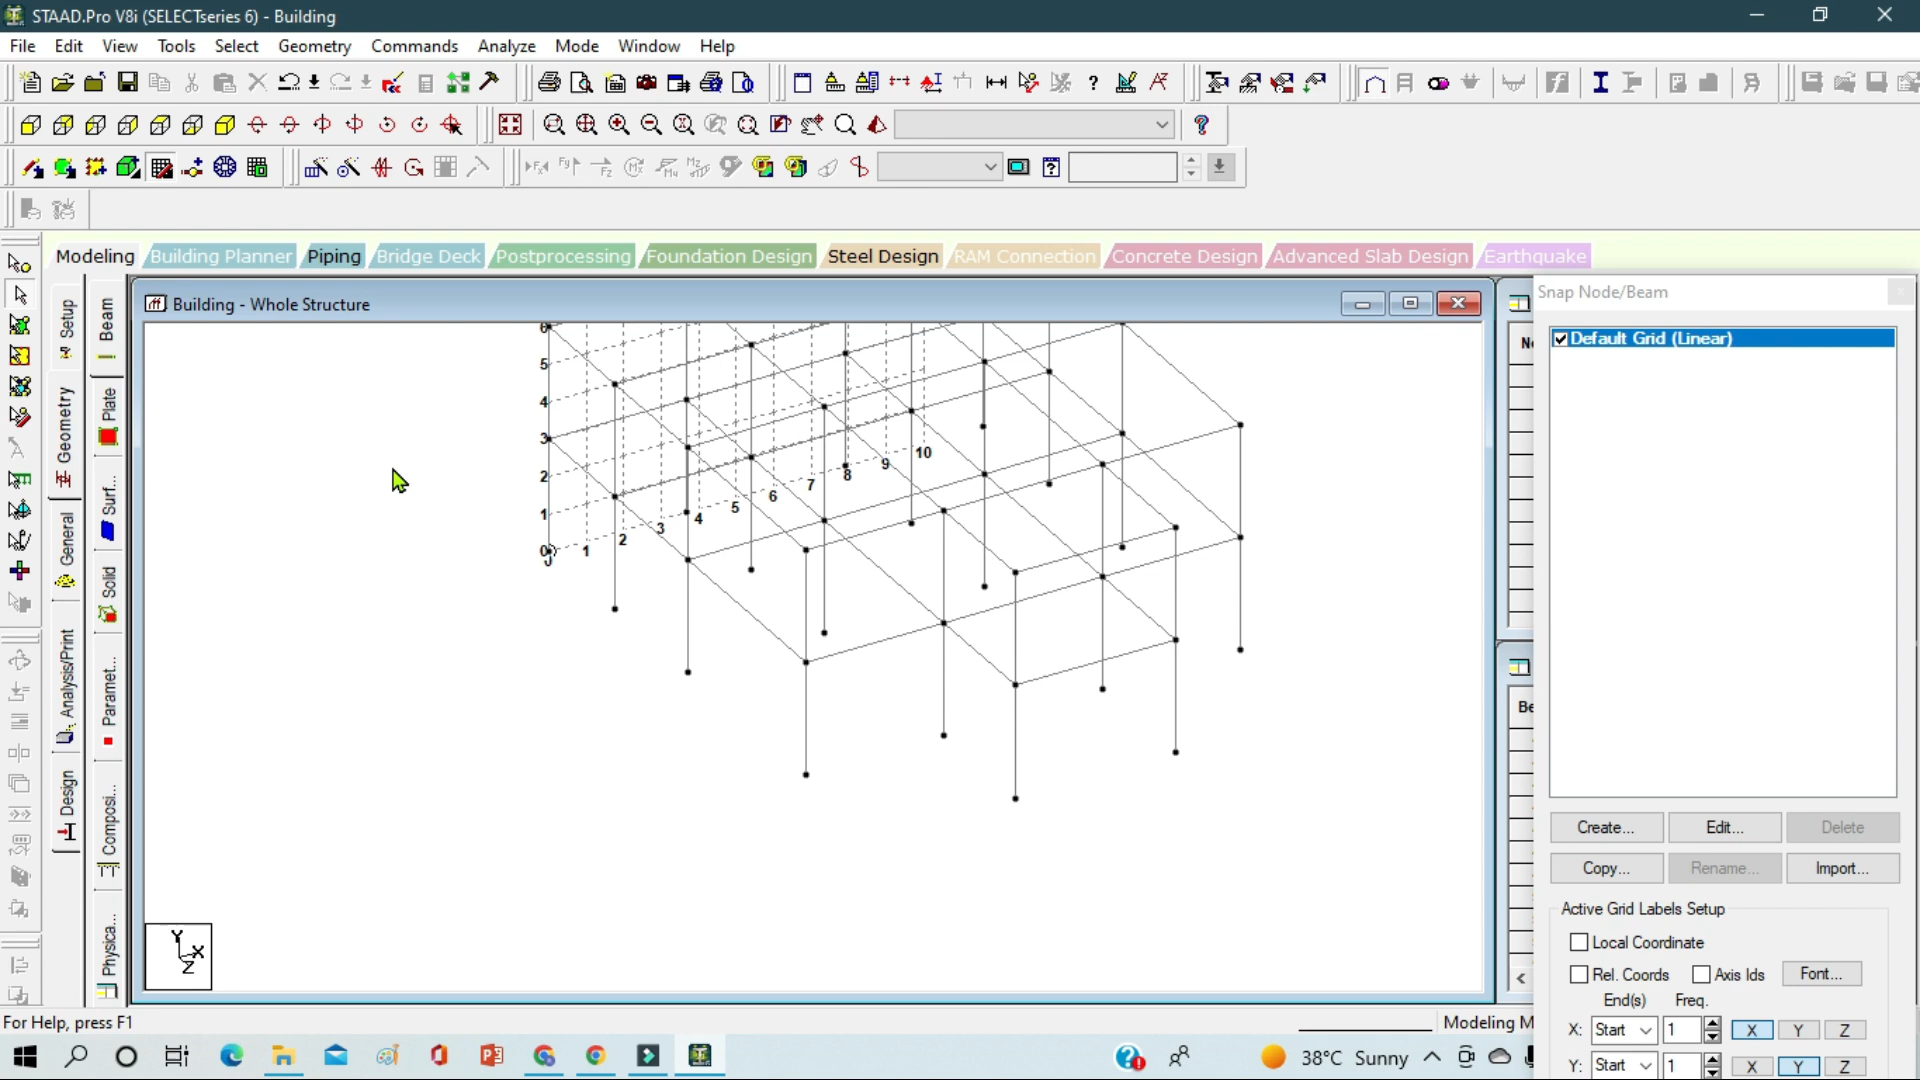 STAAD.Pro V8i (SELECTseries 6) - Building
File Edit View Tools Select Geometry Commands Analyze Mode Window Help
Modeling Building Planner Piping Bridge Deck Postprocessing Foundation Design Steel Design RAM Connection Concrete Design Advanced Slab Design Earthquake
Setup
Geometry
General
Analysis/Print
Design
Beam
Plate
Surf...
Solid
Paramet...
Composi...
Physica...
Building - Whole Structure
6
5
4
3
2
1
0
1 2 3 4 5 6 7 8 9 10
Y
X
Z
Be
Snap Node/Beam
Default Grid (Linear)
Create... Edit... Delete
Copy... Rename... Import...
Active Grid Labels Setup
Local Coordinate
Rel. Coords Axis Ids Font...
End(s) Freq.
X: Start 1 X Y Z
Y: Start 1 X Y Z
For Help, press F1
Modeling M
38°C Sunny